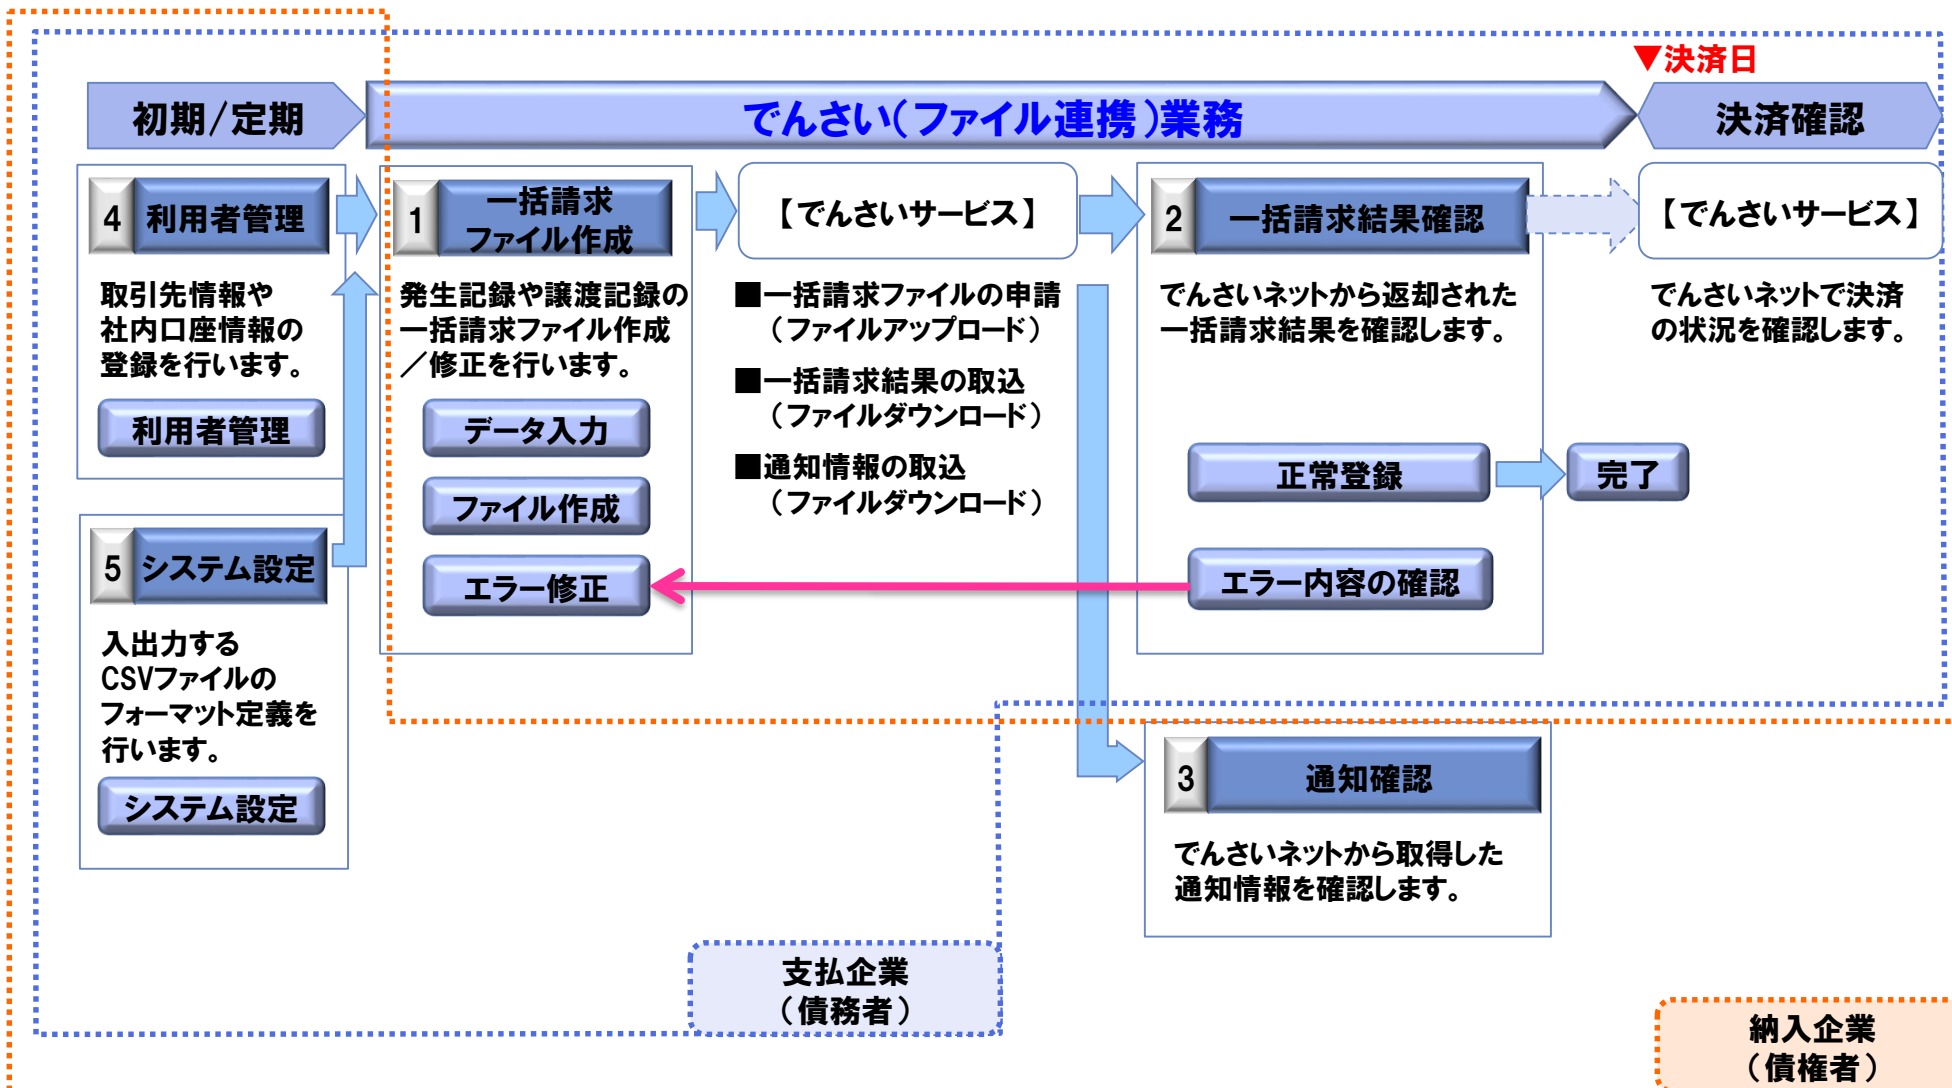 ▼決済日
初期/定期
でんさい(ファイル連携)業務
決済確認
4 利用者管理
取引先情報や
社内口座情報の
登録を行います。
利用者管理
5 システム設定
入出力する
CSVファイルの
フォーマット定義を
行います。
システム設定
1 一括請求
ファイル作成
発生記録や譲渡記録の
一括請求ファイル作成
/修正を行います。
データ入力
ファイル作成
エラー修正
【でんさいサービス】
■一括請求ファイルの申請
(ファイルアップロード)
■一括請求結果の取込
(ファイルダウンロード)
■通知情報の取込
(ファイルダウンロード)
2 一括請求結果確認
でんさいネットから返却された
一括請求結果を確認します。
正常登録
完了
エラー内容の確認
【でんさいサービス】
でんさいネットで決済
の状況を確認します。
3 通知確認
でんさいネットから取得した
通知情報を確認します。
支払企業
(債務者)
納入企業
(債権者)